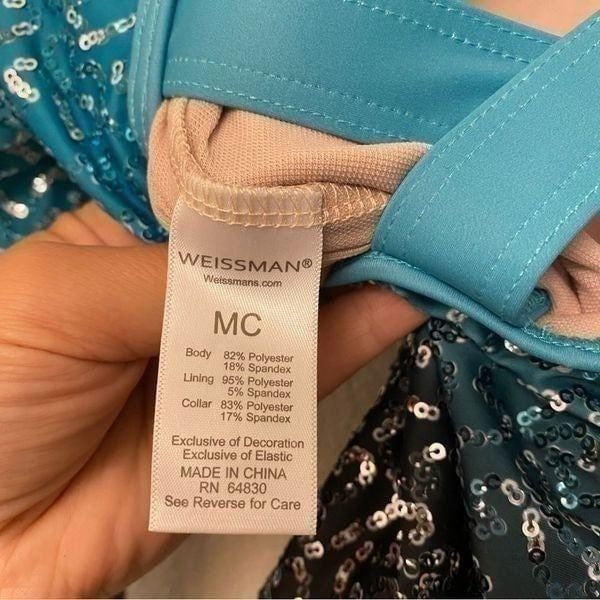 WEISSMAN®
Weissmans.com
MC
Body 82% Polyester
18% Spandex
Lining 95% Polyester
5% Spandex
Collar 83% Polyester
17% Spandex
Exclusive of Decoration
Exclusive of Elastic
MADE IN CHINA
RN 64830
See Reverse for Care